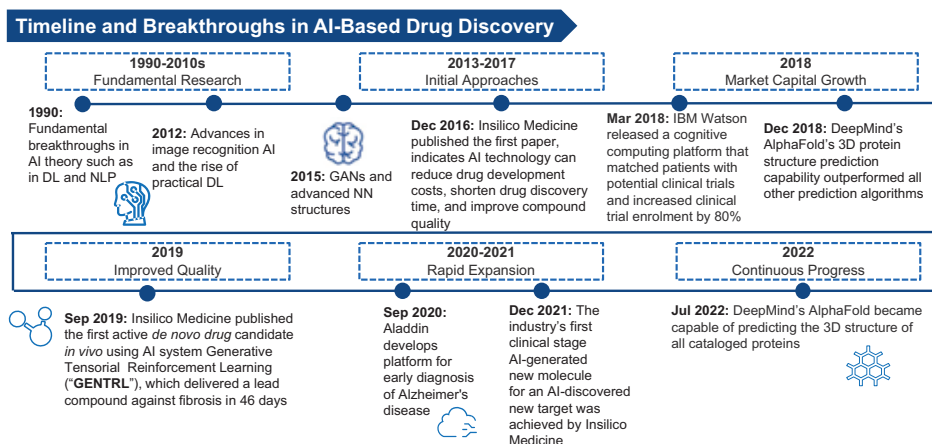 Timeline and Breakthroughs in AI-Based Drug Discovery
1990-2010s
Fundamental Research
2013-2017
Initial Approaches
2018
Market Capital Growth
1990:
Fundamental
breakthroughs in
AI theory such as
in DL and NLP
2012: Advances in
image recognition AI
and the rise of
practical DL
2015: GANs and
advanced NN
structures
Dec 2016: Insilico Medicine
published the first paper,
indicates AI technology can
reduce drug development
costs, shorten drug discovery
time, and improve compound
quality
Mar 2018: IBM Watson
released a cognitive
computing platform that
matched patients with
potential clinical trials
and increased clinical
trial enrolment by 80%
Dec 2018: DeepMind's
AlphaFold's 3D protein
structure prediction
capability outperformed all
other prediction algorithms
2019
Improved Quality
2020-2021
Rapid Expansion
2022
Continuous Progress
Sep 2019: Insilico Medicine published
the first active de novo drug candidate
in vivo using AI system Generative
Tensorial Reinforcement Learning
("GENTRL"), which delivered a lead
compound against fibrosis in 46 days
Sep 2020:
Aladdin
develops
platform for
early diagnosis
of Alzheimer's
disease
Dec 2021: The
industry's first
clinical stage
AI-generated
new molecule
for an AI-discovered
new target was
achieved by Insilico
Medicine
Jul 2022: DeepMind's AlphaFold became
capable of predicting the 3D structure of
all cataloged proteins